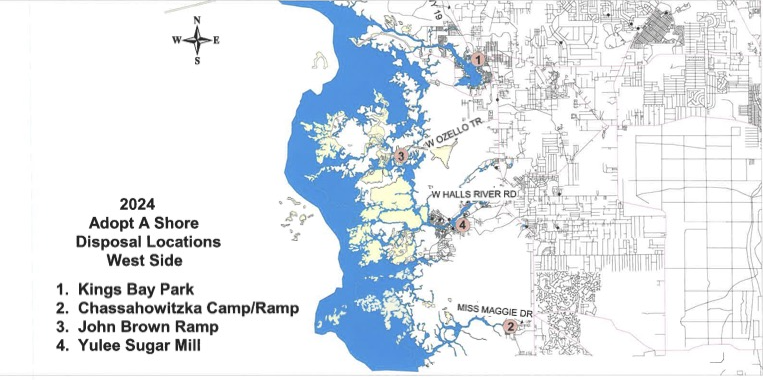 N
W E
S
Y 19
1
W OZELLO TR
3
W HALLS RIVER RD
4
MISS MAGGIE DR
2
2024
Adopt A Shore
Disposal Locations
West Side
1. Kings Bay Park
2. Chassahowitzka Camp/Ramp
3. John Brown Ramp
4. Yulee Sugar Mill